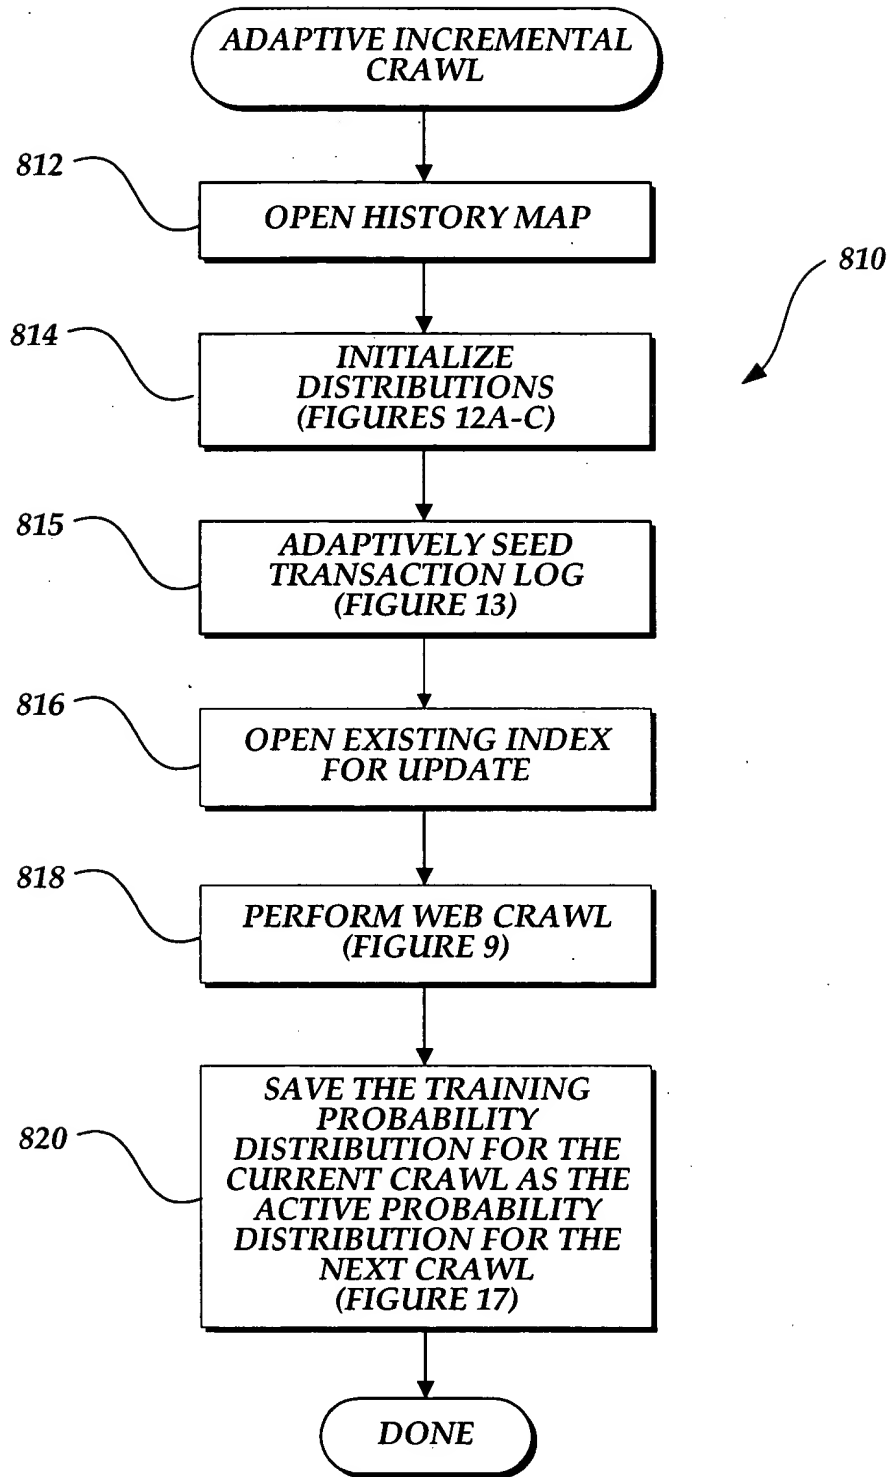 ADAPTIVE INCREMENTAL
CRAWL
812
OPEN HISTORY MAP
810
814
INITIALIZE
DISTRIBUTIONS
(FIGURES 12A-C)
815
ADAPTIVELY SEED
TRANSACTION LOG
(FIGURE 13)
816
OPEN EXISTING INDEX
FOR UPDATE
818
PERFORM WEB CRAWL
(FIGURE 9)
820
SAVE THE TRAINING
PROBABILITY
DISTRIBUTION FOR THE
CURRENT CRAWL AS THE
ACTIVE PROBABILITY
DISTRIBUTION FOR THE
NEXT CRAWL
(FIGURE 17)
DONE